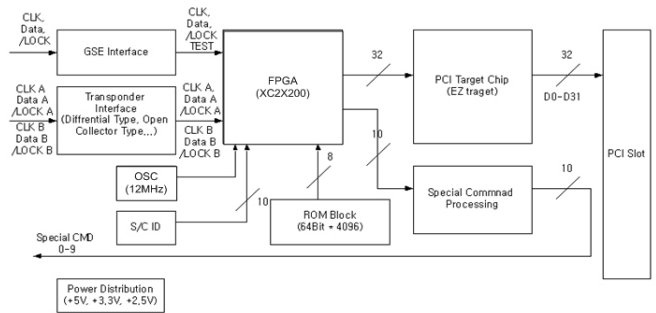 CLK,
Data,
/LOCK
GSE Interface
CLK,
Data,
/LOCK
TEST
CLK A
Data A
/LOCK A
CLK B
Data B
/LOCK B
Transponder
Interface
(Diffrential Type, Open
Collector Type...)
CLK A,
Data A
/LOCK A
CLK B
Data B
/LOCK B
FPGA
(XC2X200)
32
PCI Target Chip
(EZ traget)
32
D0-D31
PCI Slot
10
Special Commnad
Processing
10
OSC
(12MHz)
S/C ID
10
8
ROM Block
(64Bit * 4096)
Special CMD
0-9
Power Distribution
(+5V, +3.3V, +2.5V)